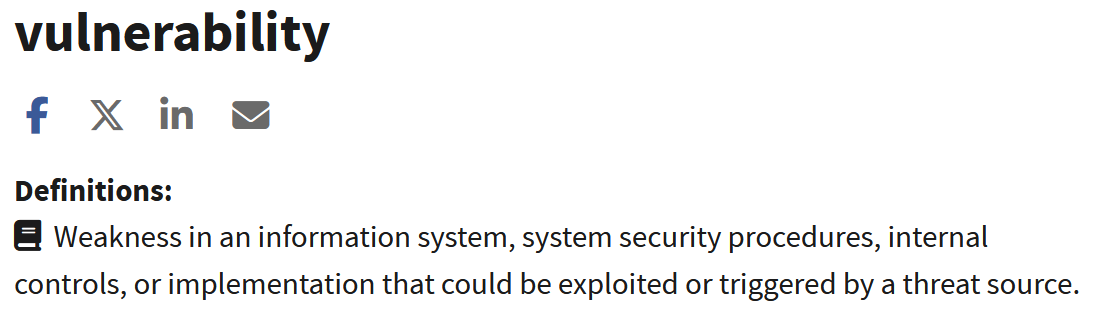 vulnerability
Definitions:
Weakness in an information system, system security procedures, internal
controls, or implementation that could be exploited or triggered by a threat source.